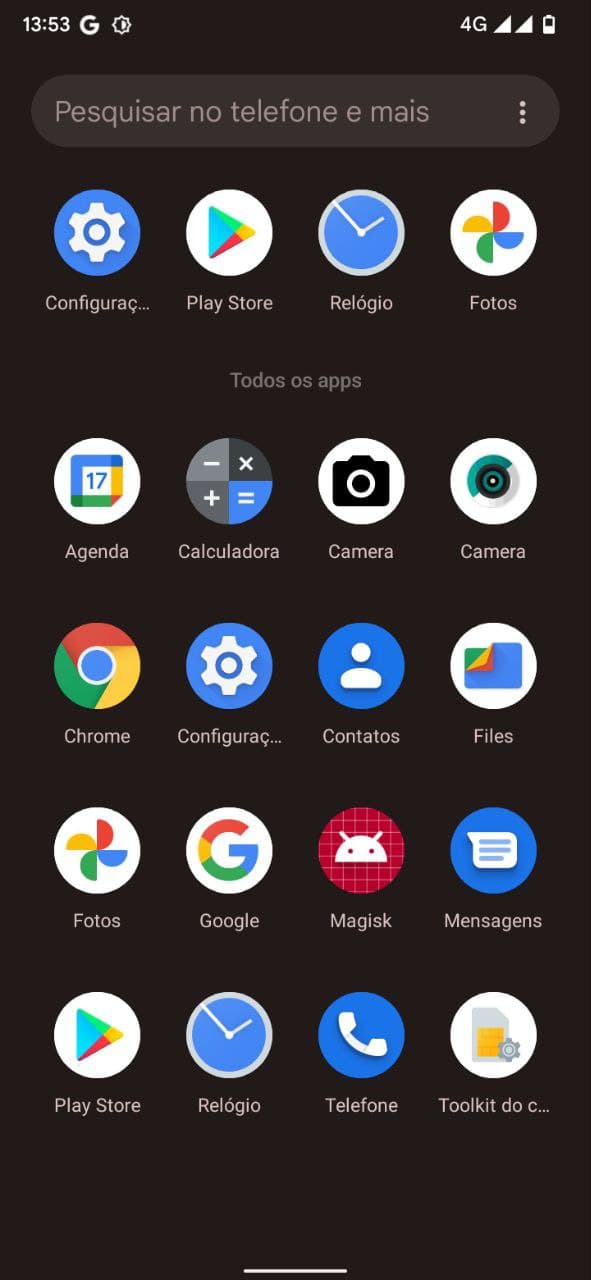 13:53
4G
Pesquisar no telefone e mais
Configuraç...
Play Store
Relógio
Fotos
Todos os apps
17
Agenda
Calculadora
Camera
Camera
Chrome
Configuraç...
Contatos
Files
Fotos
Google
Magisk
Mensagens
Play Store
Relógio
Telefone
Toolkit do c...